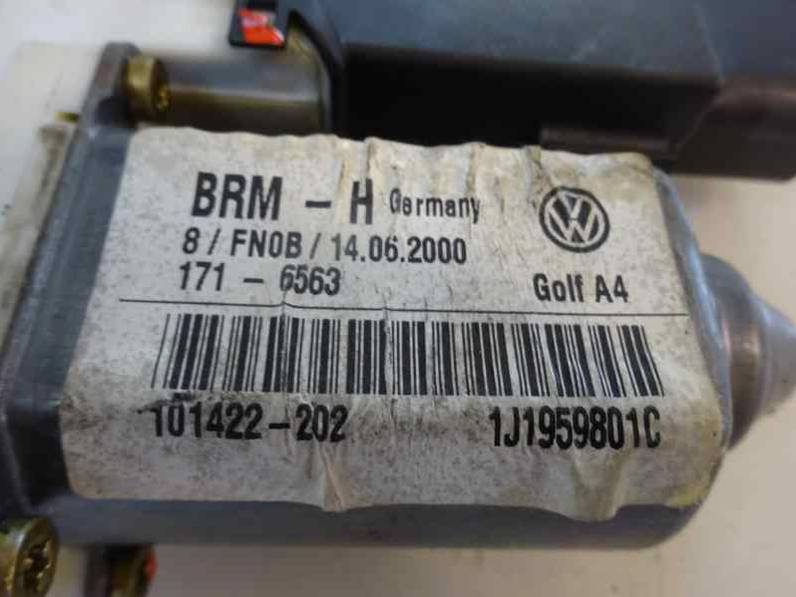 BRM - H Germany
8 / FN0B / 14.06.2000
171 - 6563 Golf A4
101422-202 1J1959801C